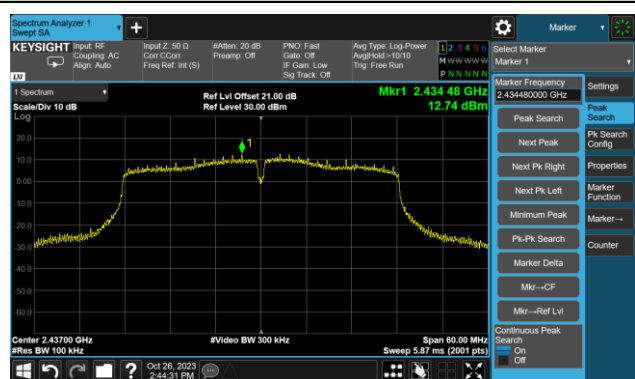 Spectrum Analyzer 1
Swept SA
Marker
KEYSIGHT
Input: RF
Coupling: AC
Align: Auto
Input Z: 50 Ω
Corr CCorr
Freq Ref: Int (S)
#Atten: 20 dB
Preamp: Off
PNO: Fast
Gate: Off
IF Gain: Low
Sig Track: Off
Avg Type: Log-Power
Avg|Hold:>10/10
Trig: Free Run
1 2 3 4 5 6
M W W W W W
P N N N N N
LXI
Select Marker
Marker 1
1 Spectrum
Scale/Div 10 dB
Log
Ref Lvl Offset 21.00 dB
Ref Level 30.00 dBm
Mkr1 2.434 48 GHz
12.74 dBm
1
20.0
10.0
0.00
-10.0
-20.0
-30.0
-40.0
-50.0
-60.0
Center 2.43700 GHz
#Res BW 100 kHz
#Video BW 300 kHz
Span 60.00 MHz
Sweep 5.87 ms (2001 pts)
Marker Frequency
2.434480000 GHz
Peak Search
Next Peak
Next Pk Right
Next Pk Left
Minimum Peak
Pk-Pk Search
Marker Delta
Mkr→CF
Mkr→Ref Lvl
Continuous Peak
Search
On
Off
Settings
Peak
Search
Pk Search
Config
Properties
Marker
Function
Marker→
Counter
?
Oct 26, 2023
2:44:31 PM